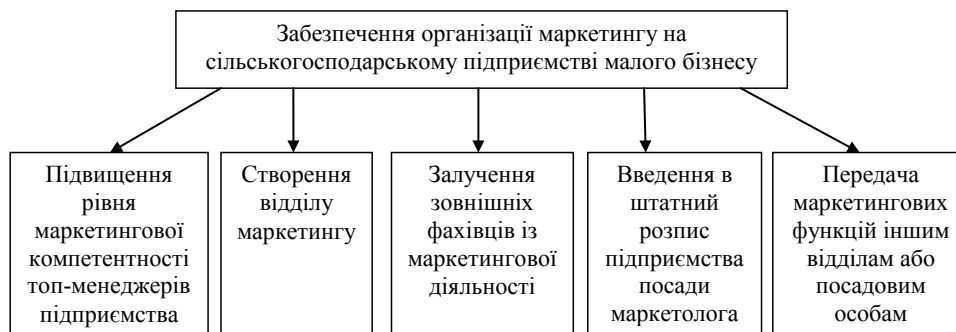 Забезпечення організації маркетингу на
сільськогосподарському підприємстві малого бізнесу
Підвищення
рівня
маркетингової
компетентності
топ-менеджерів
підприємства
Створення
відділу
маркетингу
Залучення
зовнішніх
фахівців із
маркетингової
діяльності
Введення в
штатний
розпис
підприємства
посади
маркетолога
Передача
маркетингових
функцій іншим
відділам або
посадовим
особам